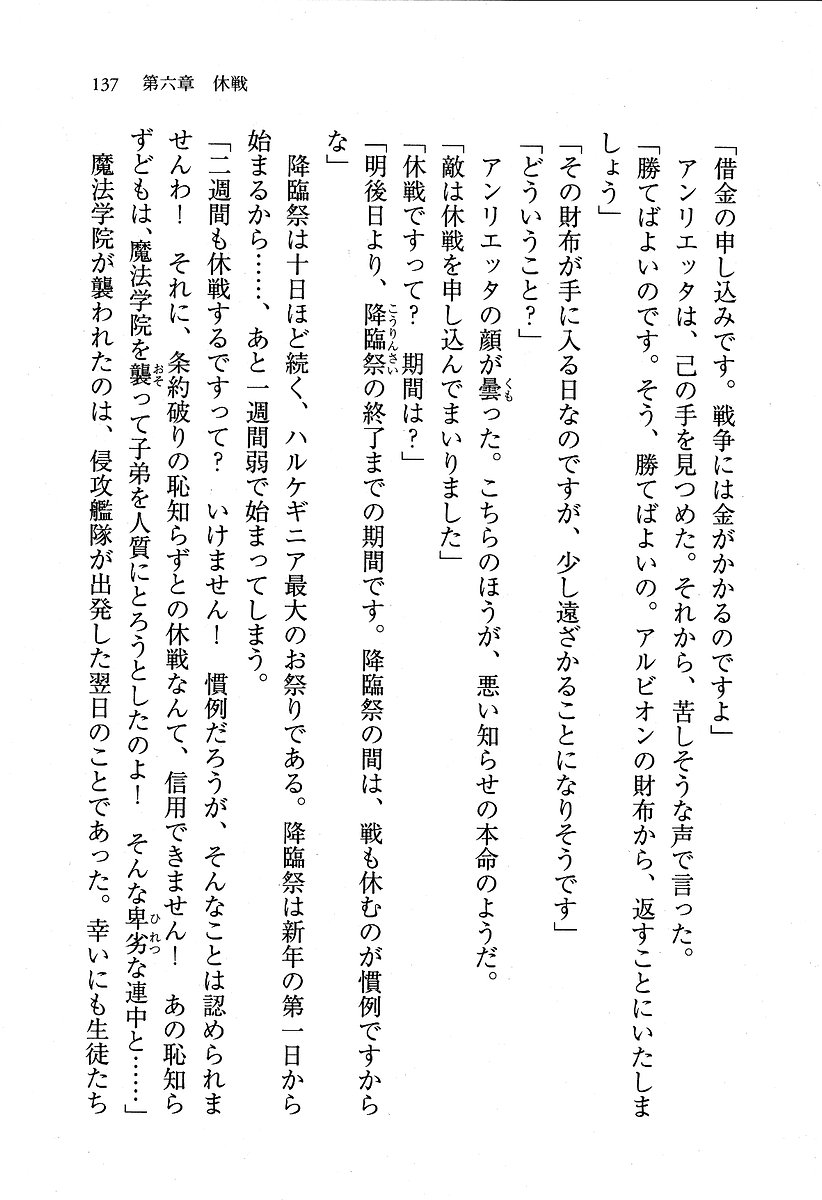 137　第六章　休戦
「借金の申し込みです。戦争には金がかかるのですよ」
　アンリエッタは、己の手を見つめた。それから、苦しそうな声で言った。
「勝てばよいのです。そう、勝てばよいの。アルビオンの財布から、返すことにいたしま
しょう」
「その財布が手に入る日なのですが、少し遠ざかることになりそうです」
「どういうこと？」
　アンリエッタの顔が曇った。こちらのほうが、悪い知らせの本命のようだ。
「敵は休戦を申し込んでまいりました」
「休戦ですって？　期間は？」
「明後日より、降臨祭の終了までの期間です。降臨祭の間は、戦も休むのが慣例ですから
な」
　降臨祭は十日ほど続く、ハルケギニア最大のお祭りである。降臨祭は新年の第一日から
始まるから……、あと一週間弱で始まってしまう。
「二週間も休戦するですって？　いけません！　慣例だろうが、そんなことは認められま
せんわ！　それに、条約破りの恥知らずとの休戦なんて、信用できません！　あの恥知ら
ずどもは、魔法学院を襲って子弟を人質にとろうとしたのよ！　そんな卑劣な連中と……」
　魔法学院が襲われたのは、侵攻艦隊が出発した翌日のことであった。幸いにも生徒たち